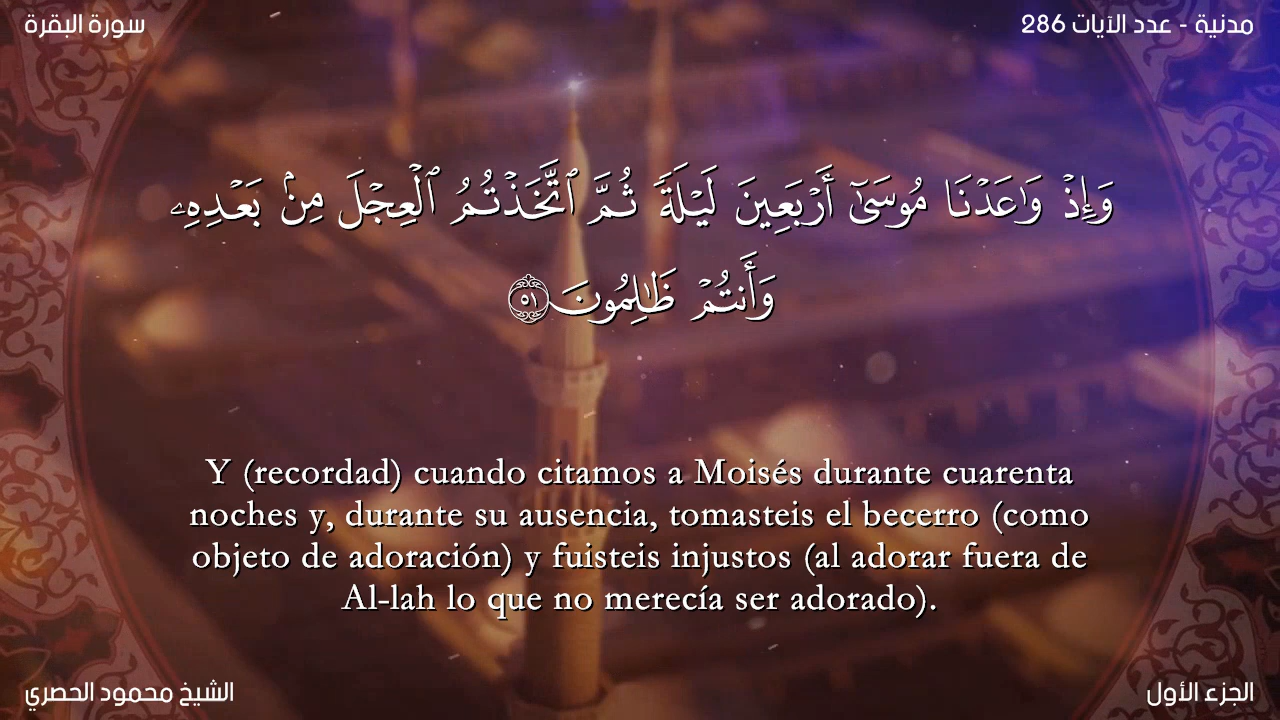 سورة البقرة
مدنية - عدد الآيات 286
وَإِذْ وَٰعَدْنَا مُوسَىٰٓ أَرْبَعِينَ لَيْلَةً ثُمَّ ٱتَّخَذْتُمُ ٱلْعِجْلَ مِنۢ بَعْدِهِۦ
وَأَنتُمْ ظَٰلِمُونَ ٥١
Y (recordad) cuando citamos a Moisés durante cuarenta
noches y, durante su ausencia, tomasteis el becerro (como
objeto de adoración) y fuisteis injustos (al adorar fuera de
Al-lah lo que no merecía ser adorado).
الشيخ محمود الحصري
الجزء الأول